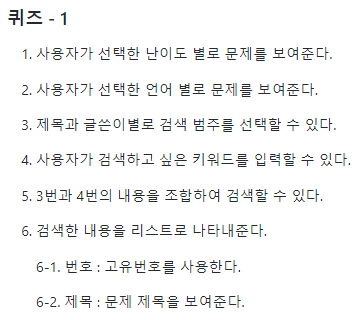 퀴즈 - 1
1. 사용자가 선택한 난이도 별로 문제를 보여준다.
2. 사용자가 선택한 언어 별로 문제를 보여준다.
3. 제목과 글쓴이별로 검색 범주를 선택할 수 있다.
4. 사용자가 검색하고 싶은 키워드를 입력할 수 있다.
5. 3번과 4번의 내용을 조합하여 검색할 수 있다.
6. 검색한 내용을 리스트로 나타내준다.
6-1. 번호 : 고유번호를 사용한다.
6-2. 제목 : 문제 제목을 보여준다.